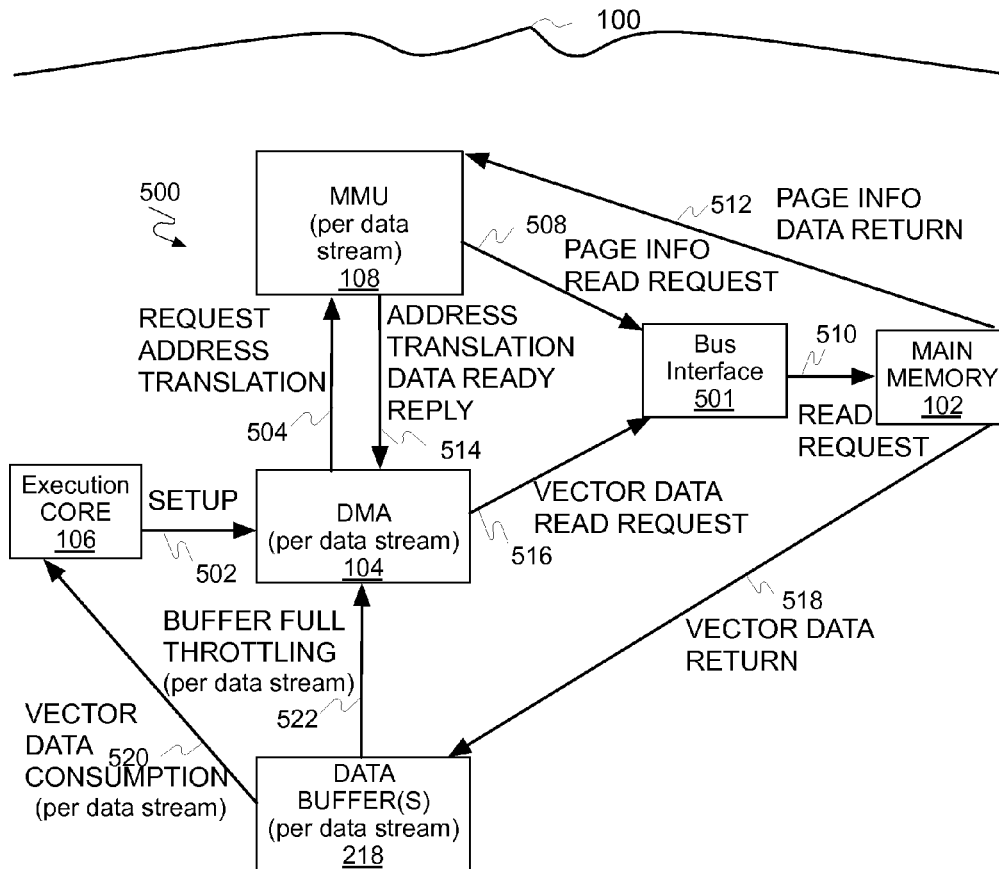 100
500
MMU
(per data
stream)
108
512
PAGE INFO
DATA RETURN
508
PAGE INFO
READ REQUEST
REQUEST
ADDRESS
TRANSLATION
504
ADDRESS
TRANSLATION
DATA READY
REPLY
514
Bus
Interface
501
510
READ
REQUEST
MAIN
MEMORY
102
Execution
CORE
106
SETUP
502
DMA
(per data stream)
104
VECTOR DATA
READ REQUEST
516
518
VECTOR DATA
RETURN
BUFFER FULL
THROTTLING
(per data stream)
522
VECTOR
DATA
CONSUMPTION
(per data stream)
520
DATA
BUFFER(S)
(per data stream)
218